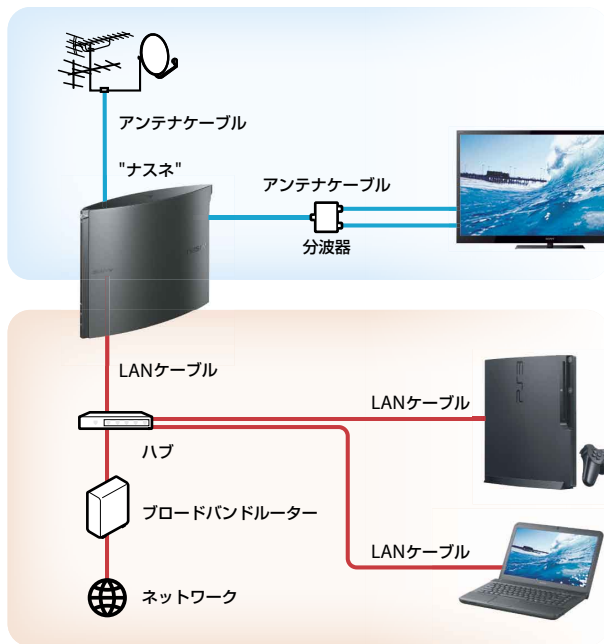 アンテナケーブル
"ナスネ"
アンテナケーブル
分波器
LANケーブル
LANケーブル
ハブ
ブロードバンドルーター
LANケーブル
ネットワーク
PS3